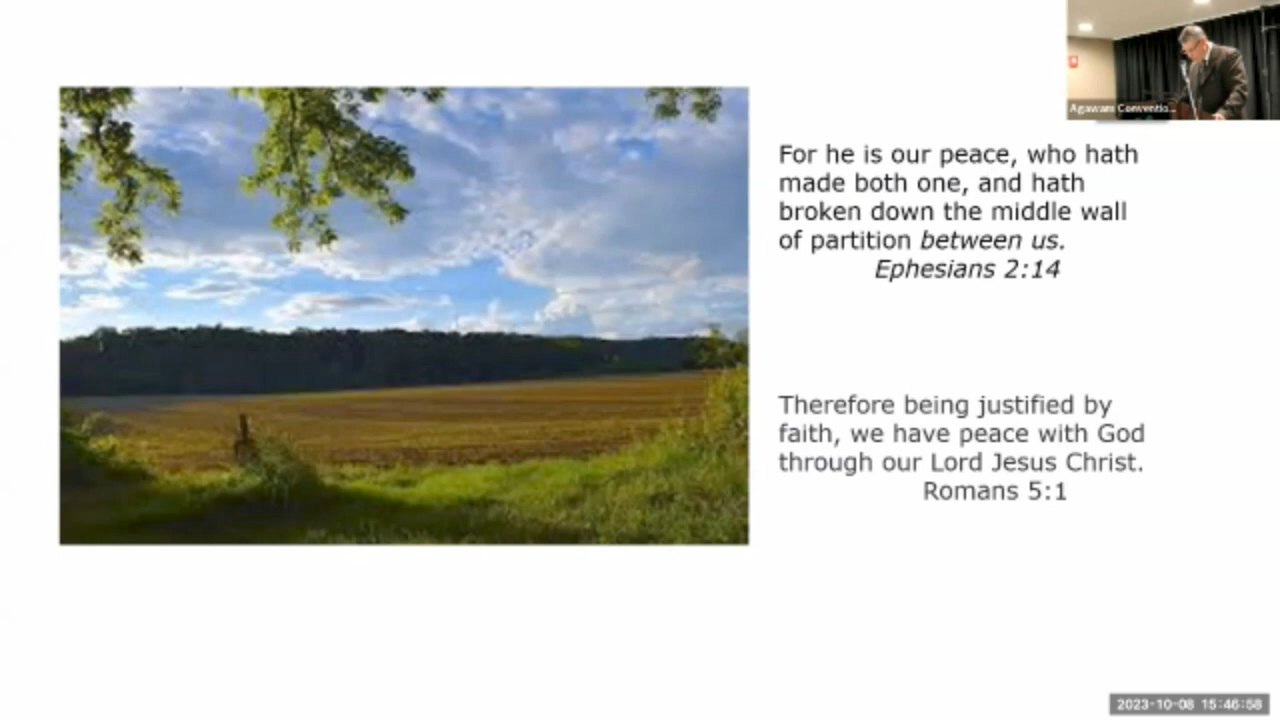 Agawam Conventio...
For he is our peace, who hath
made both one, and hath
broken down the middle wall
of partition between us.
Ephesians 2:14
Therefore being justified by
faith, we have peace with God
through our Lord Jesus Christ.
Romans 5:1
2023-10-08 15:46:58